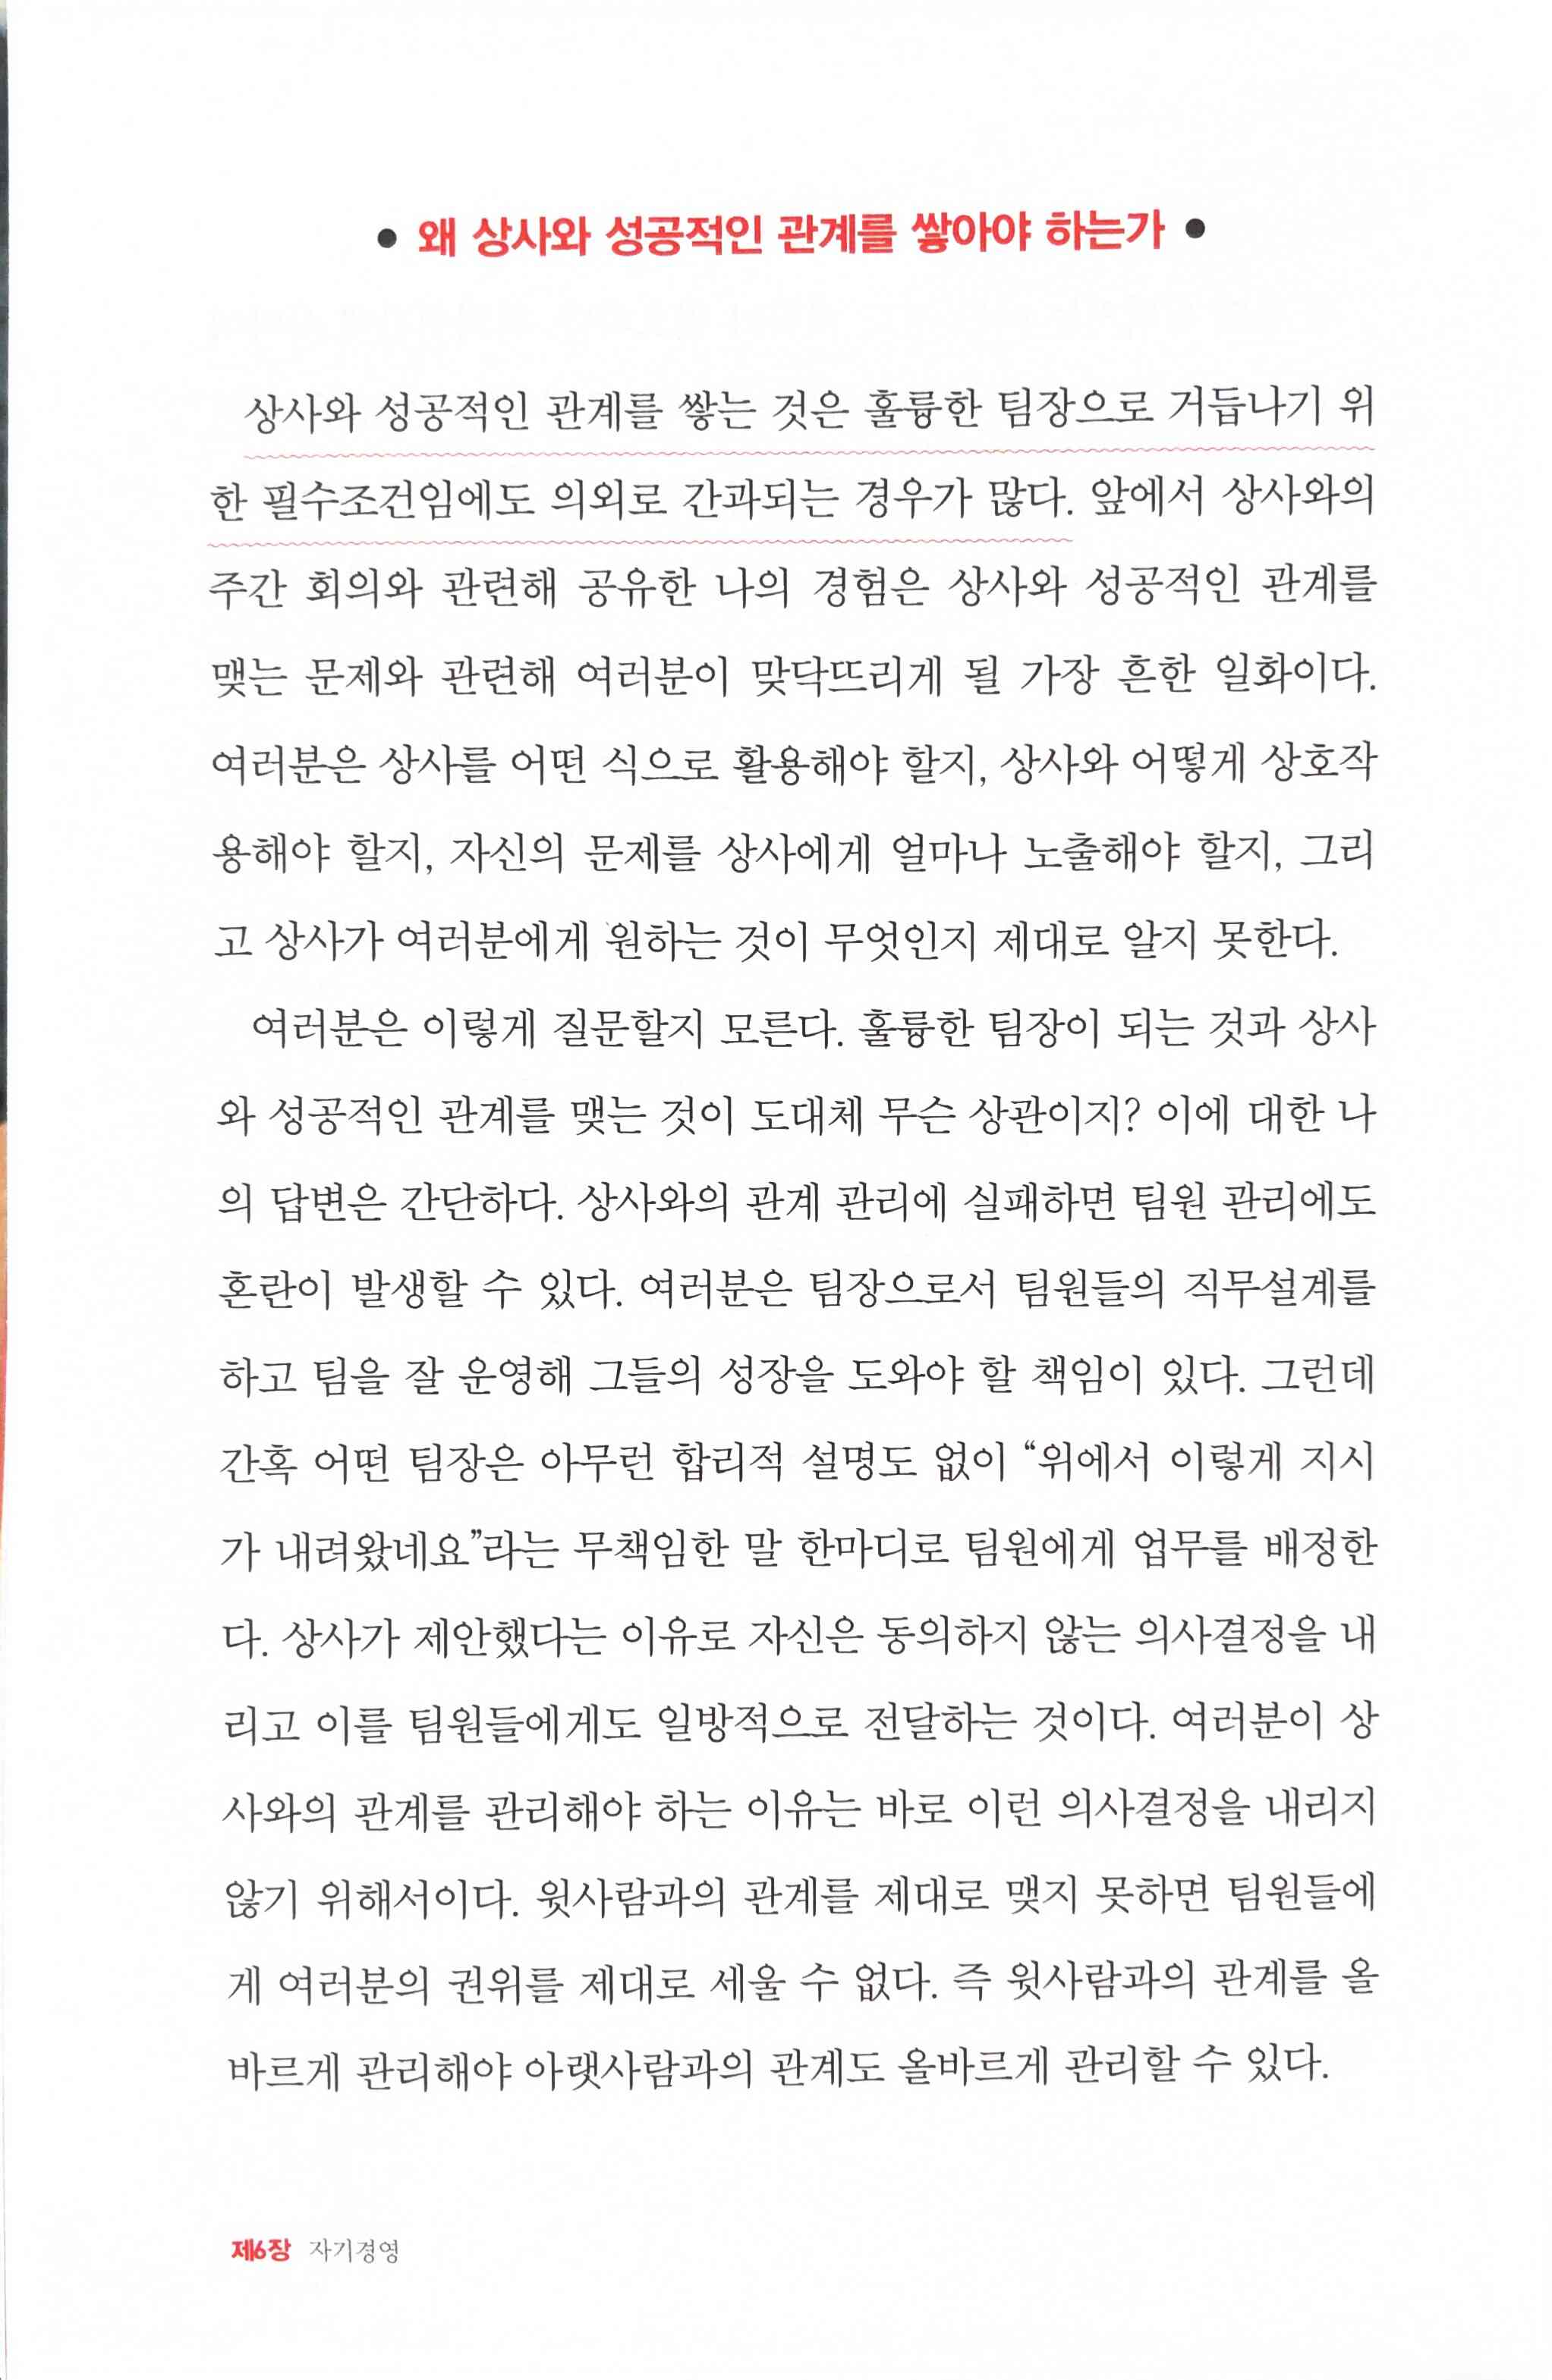 • 왜 상사와 성공적인 관계를 쌓아야 하는가 •
상사와 성공적인 관계를 쌓는 것은 훌륭한 팀장으로 거듭나기 위
한 필수조건임에도 의외로 간과되는 경우가 많다. 앞에서 상사와의
주간 회의와 관련해 공유한 나의 경험은 상사와 성공적인 관계를
맺는 문제와 관련해 여러분이 맞닥뜨리게 될 가장 흔한 일화이다.
여러분은 상사를 어떤 식으로 활용해야 할지, 상사와 어떻게 상호작
용해야 할지, 자신의 문제를 상사에게 얼마나 노출해야 할지, 그리
고 상사가 여러분에게 원하는 것이 무엇인지 제대로 알지 못한다.
여러분은 이렇게 질문할지 모른다. 훌륭한 팀장이 되는 것과 상사
와 성공적인 관계를 맺는 것이 도대체 무슨 상관이지? 이에 대한 나
의 답변은 간단하다. 상사와의 관계 관리에 실패하면 팀원 관리에도
혼란이 발생할 수 있다. 여러분은 팀장으로서 팀원들의 직무설계를
하고 팀을 잘 운영해 그들의 성장을 도와야 할 책임이 있다. 그런데
간혹 어떤 팀장은 아무런 합리적 설명도 없이 “위에서 이렇게 지시
가 내려왔네요”라는 무책임한 말 한마디로 팀원에게 업무를 배정한
다. 상사가 제안했다는 이유로 자신은 동의하지 않는 의사결정을 내
리고 이를 팀원들에게도 일방적으로 전달하는 것이다. 여러분이 상
사와의 관계를 관리해야 하는 이유는 바로 이런 의사결정을 내리지
않기 위해서이다. 윗사람과의 관계를 제대로 맺지 못하면 팀원들에
게 여러분의 권위를 제대로 세울 수 없다. 즉 윗사람과의 관계를 올
바르게 관리해야 아랫사람과의 관계도 올바르게 관리할 수 있다.
제6장 자기경영